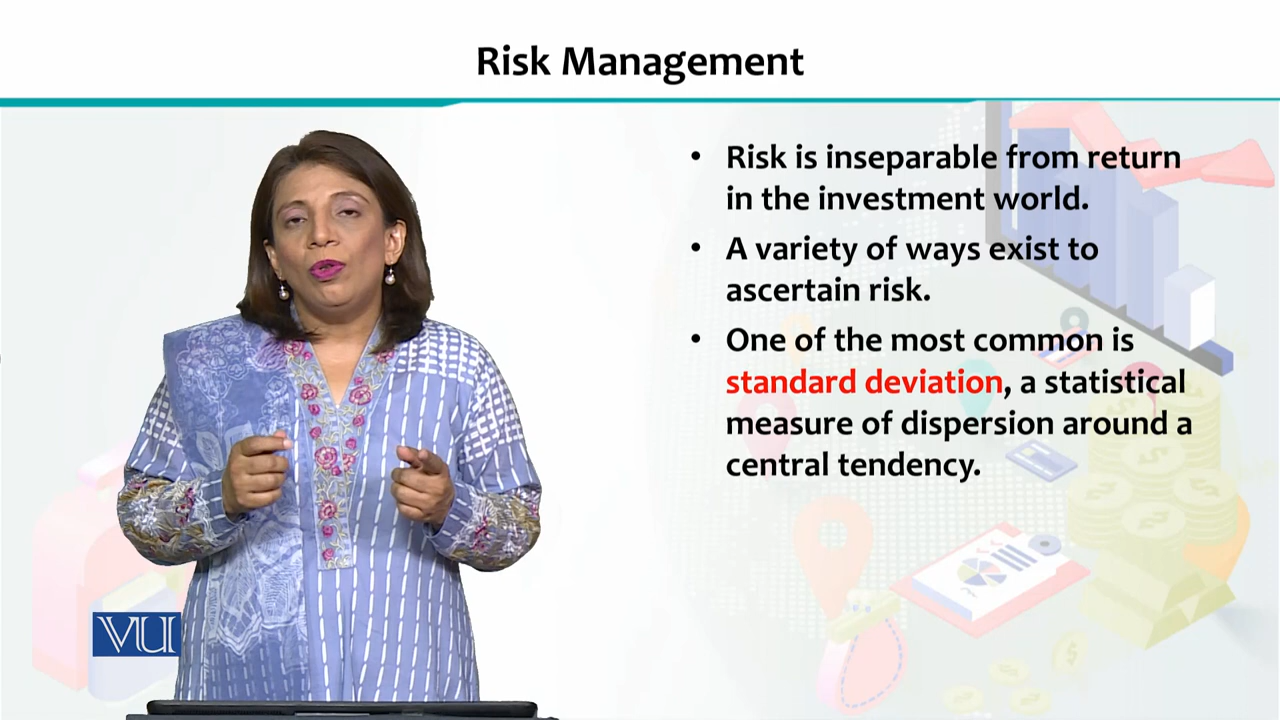 Risk Management
• Risk is inseparable from return
in the investment world.
• A variety of ways exist to
ascertain risk.
• One of the most common is
standard deviation, a statistical
measure of dispersion around a
central tendency.
VU